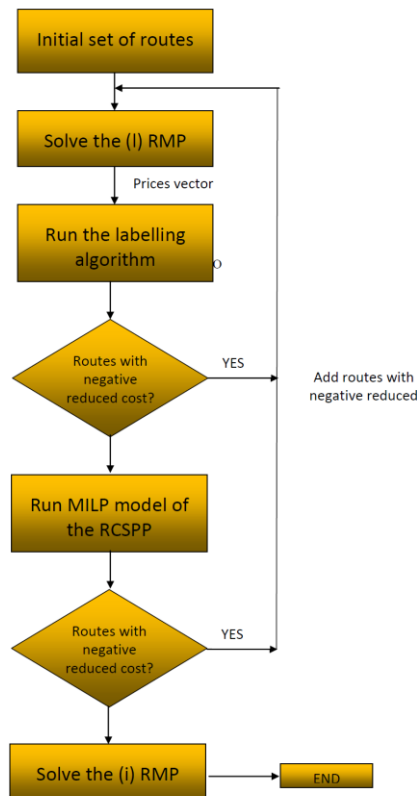 Initial set of routes
Solve the (l) RMP
Prices vector
Run the labelling
algorithm
O
Routes with
negative
reduced cost?
YES
Add routes with
negative reduced
Run MILP model of
the RCSPP
Routes with
negative
reduced cost?
YES
Solve the (i) RMP
END